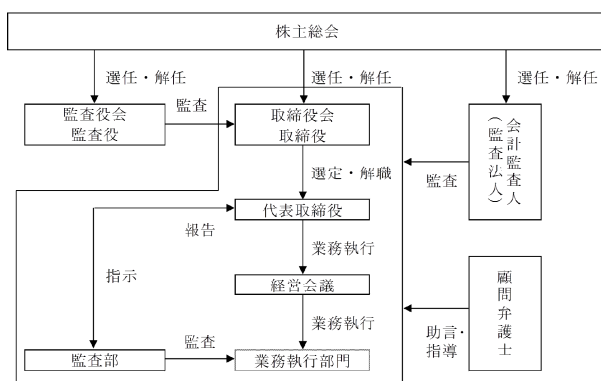 株主総会
選任・解任
選任・解任
選任・解任
監査役会
監査役
監査
取締役会
取締役
会計監査人
(監査法人)
監査
選定・解職
代表取締役
報告
業務執行
指示
経営会議
顧問弁護士
業務執行
助言・
指導
監査部
監査
業務執行部門